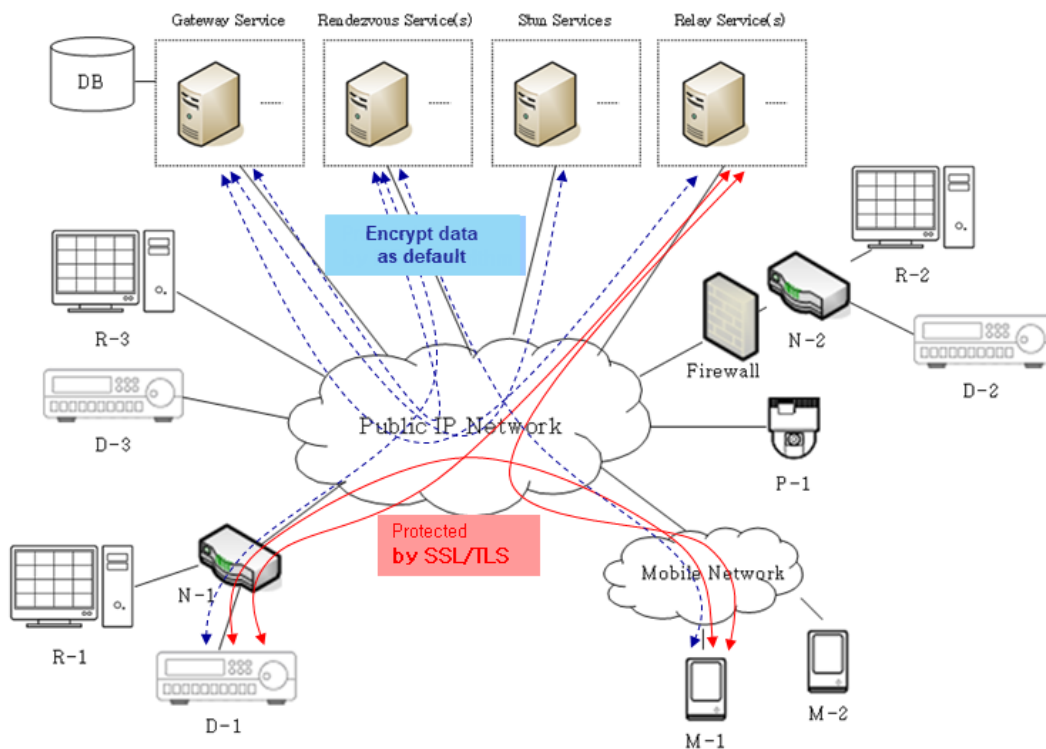 Gateway Service
Rendezvous Service(s)
Stun Services
Relay Service(s)
DB
......
......
......
......
Encrypt data
as default
R-3
R-2
N-2
Firewall
D-2
D-3
Public IP Network
P-1
Protected
by SSL/TLS
Mobile Network
N-1
R-1
D-1
M-1
M-2